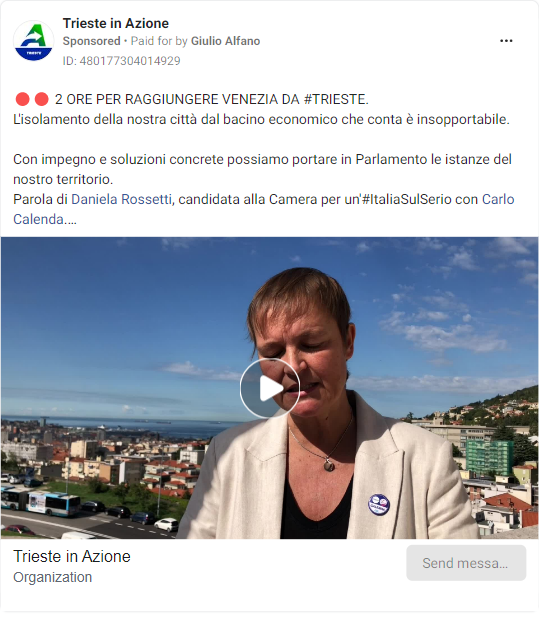 Trieste in Azione
Sponsored • Paid for by Giulio Alfano
ID: 480177304014929
🔴 🔴 2 ORE PER RAGGIUNGERE VENEZIA DA #TRIESTE.
L'isolamento della nostra città dal bacino economico che conta è insopportabile.
Con impegno e soluzioni concrete possiamo portare in Parlamento le istanze del
nostro territorio.
Parola di Daniela Rossetti, candidata alla Camera per un'#ItaliaSulSerio con Carlo
Calenda....
TRIESTE
Trieste in Azione
Organization
Send messa...